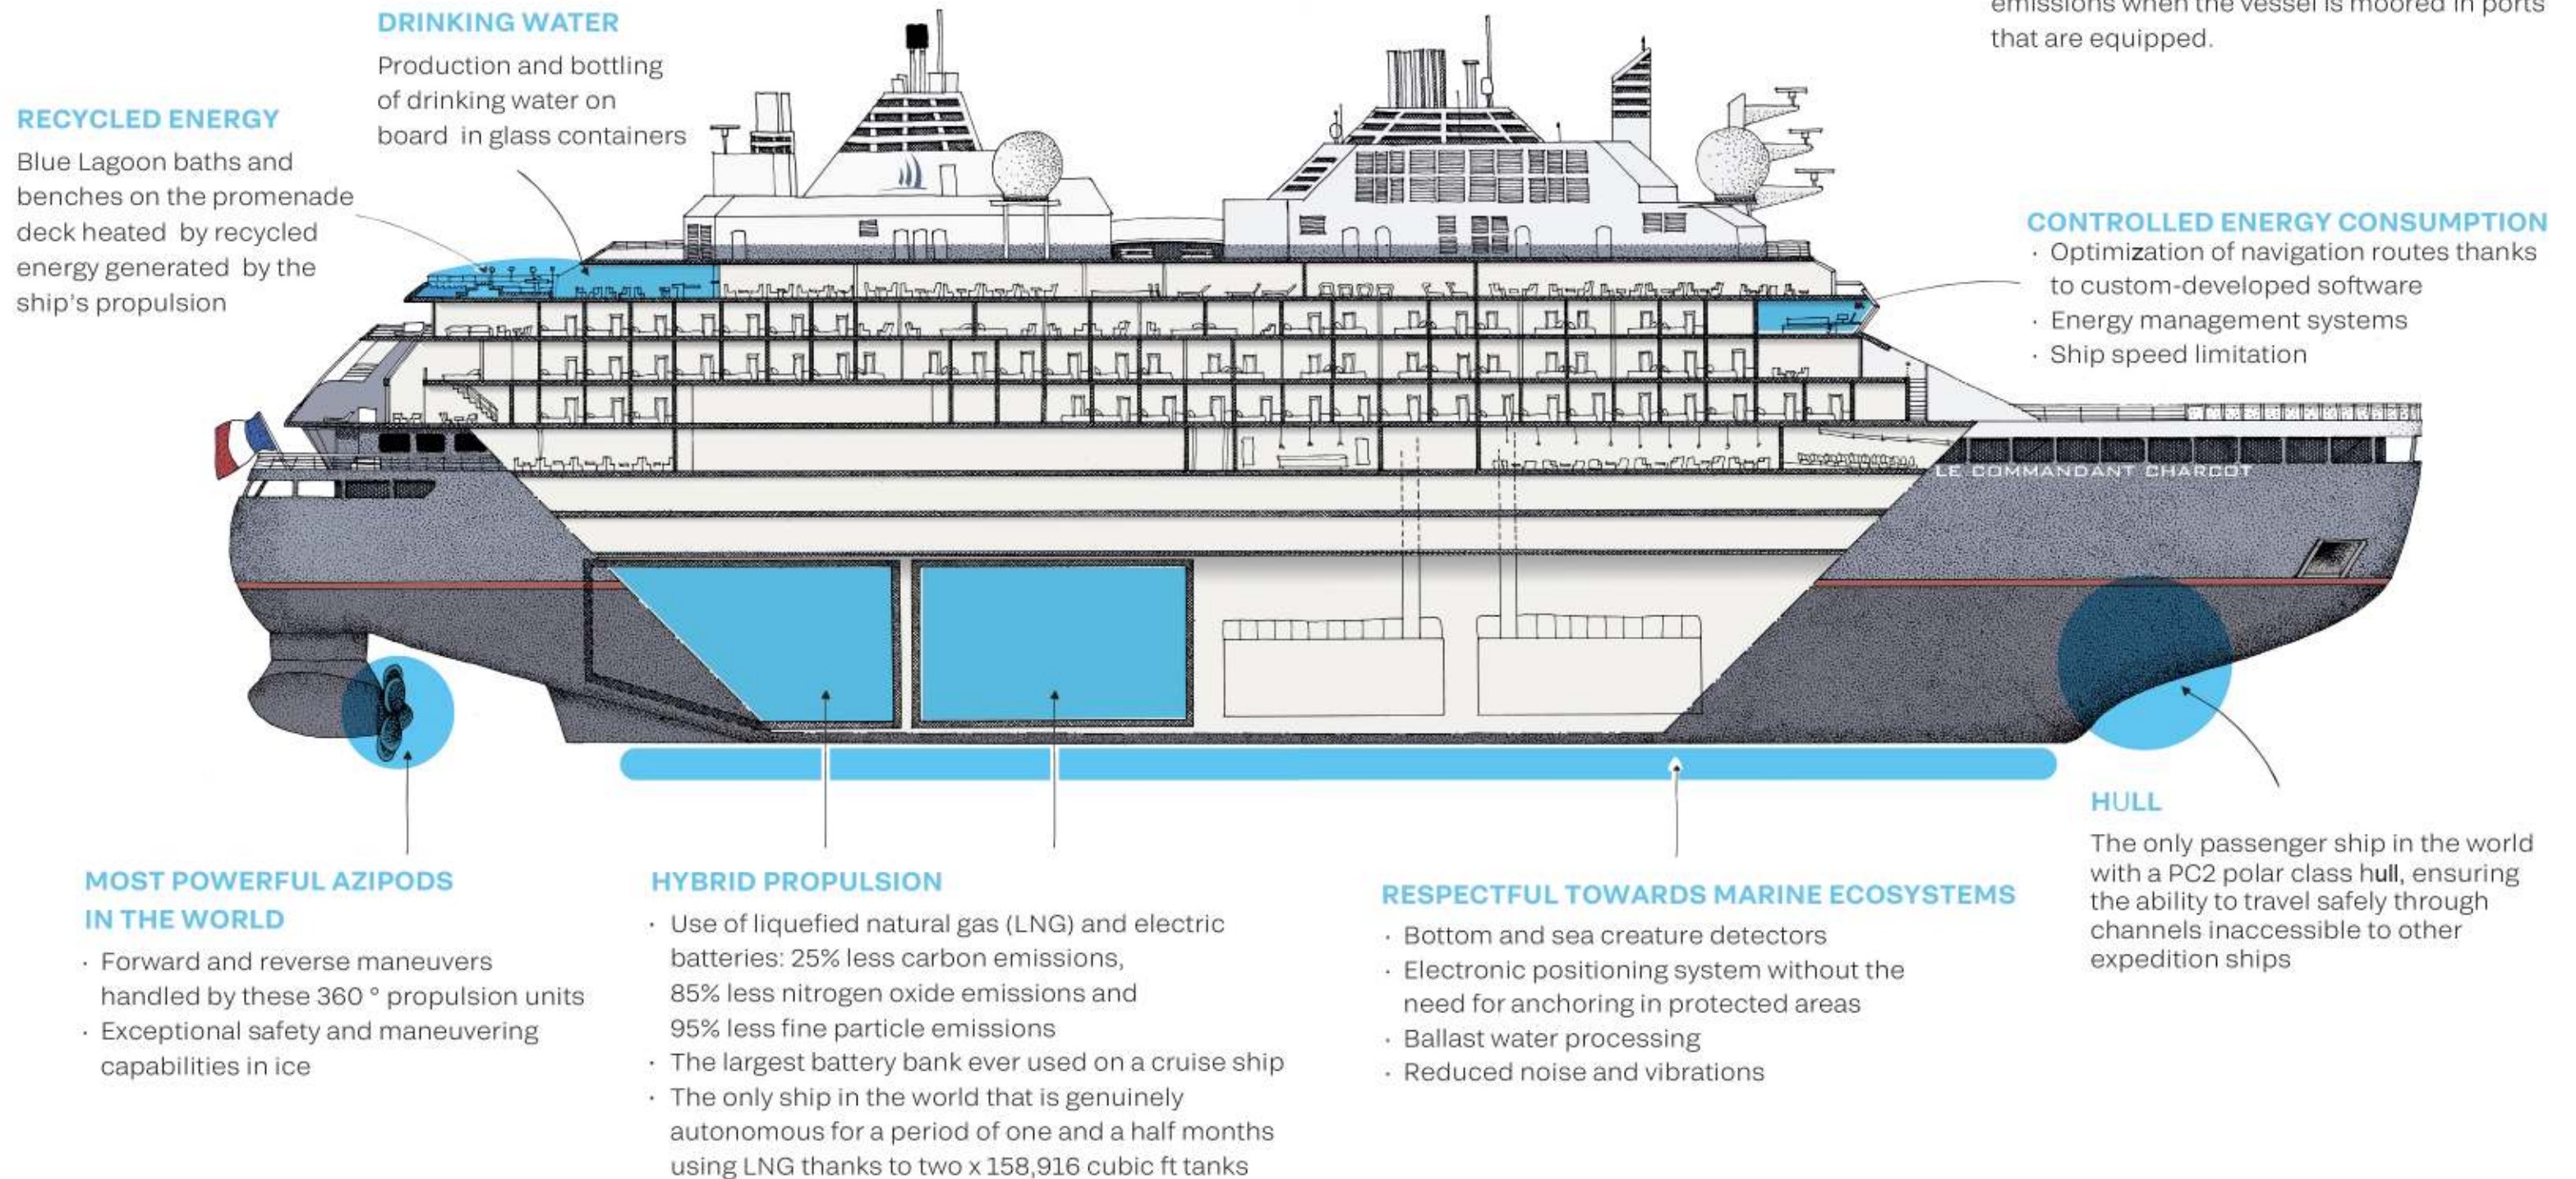 DRINKING WATER
Production and bottling
of drinking water on
board in glass containers
RECYCLED ENERGY
Blue Lagoon baths and
benches on the promenade
deck heated by recycled
energy generated by the
ship's propulsion
emissions when the vessel is moored in ports
that are equipped.
CONTROLLED ENERGY CONSUMPTION
· Optimization of navigation routes thanks
to custom-developed software
· Energy management systems
· Ship speed limitation
LE COMMANDANT CHARCOT
MOST POWERFUL AZIPODS
IN THE WORLD
· Forward and reverse maneuvers
handled by these 360 ° propulsion units
· Exceptional safety and maneuvering
capabilities in ice
HYBRID PROPULSION
· Use of liquefied natural gas (LNG) and electric
batteries: 25% less carbon emissions,
85% less nitrogen oxide emissions and
95% less fine particle emissions
· The largest battery bank ever used on a cruise ship
· The only ship in the world that is genuinely
autonomous for a period of one and a half months
using LNG thanks to two x 158,916 cubic ft tanks
RESPECTFUL TOWARDS MARINE ECOSYSTEMS
· Bottom and sea creature detectors
· Electronic positioning system without the
need for anchoring in protected areas
· Ballast water processing
· Reduced noise and vibrations
HULL
The only passenger ship in the world
with a PC2 polar class hull, ensuring
the ability to travel safely through
channels inaccessible to other
expedition ships